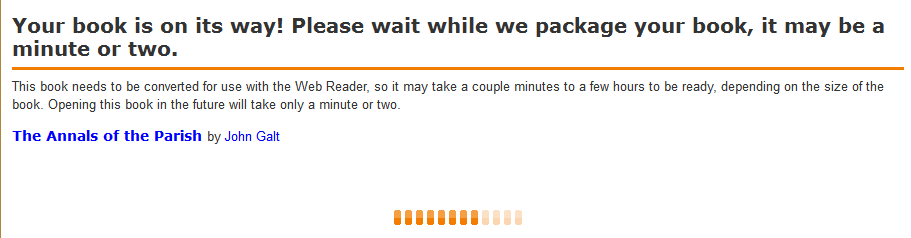 Your book is on its way! Please wait while we package your book, it may be a
minute or two.
This book needs to be converted for use with the Web Reader, so it may take a couple minutes to a few hours to be ready, depending on the size of the
book. Opening this book in the future will take only a minute or two.
The Annals of the Parish by John Galt